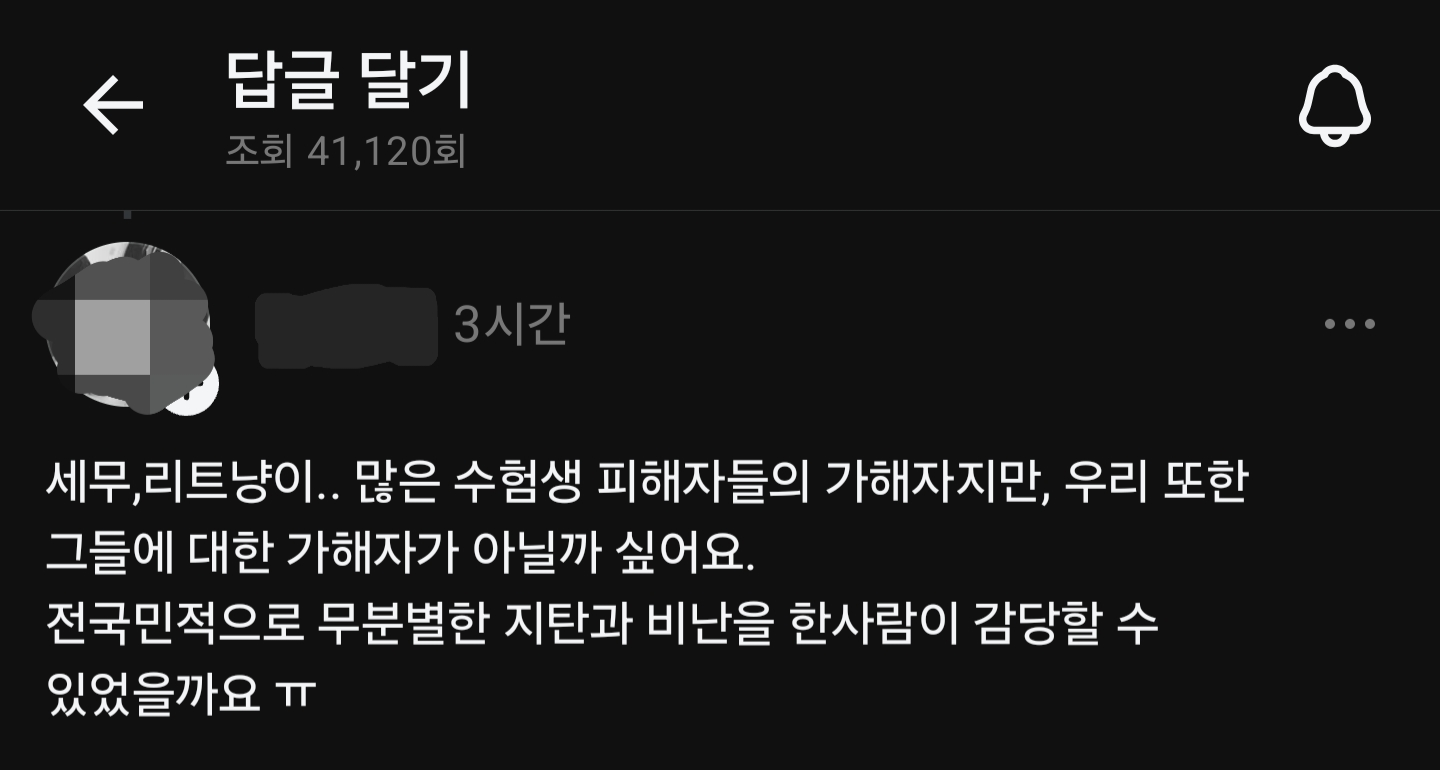 답글 달기
조회 41,120회
3시간
세무,리트냥이.. 많은 수험생 피해자들의 가해자지만, 우리 또한
그들에 대한 가해자가 아닐까 싶어요.
전국민적으로 무분별한 지탄과 비난을 한사람이 감당할 수
있었을까요 ㅠ